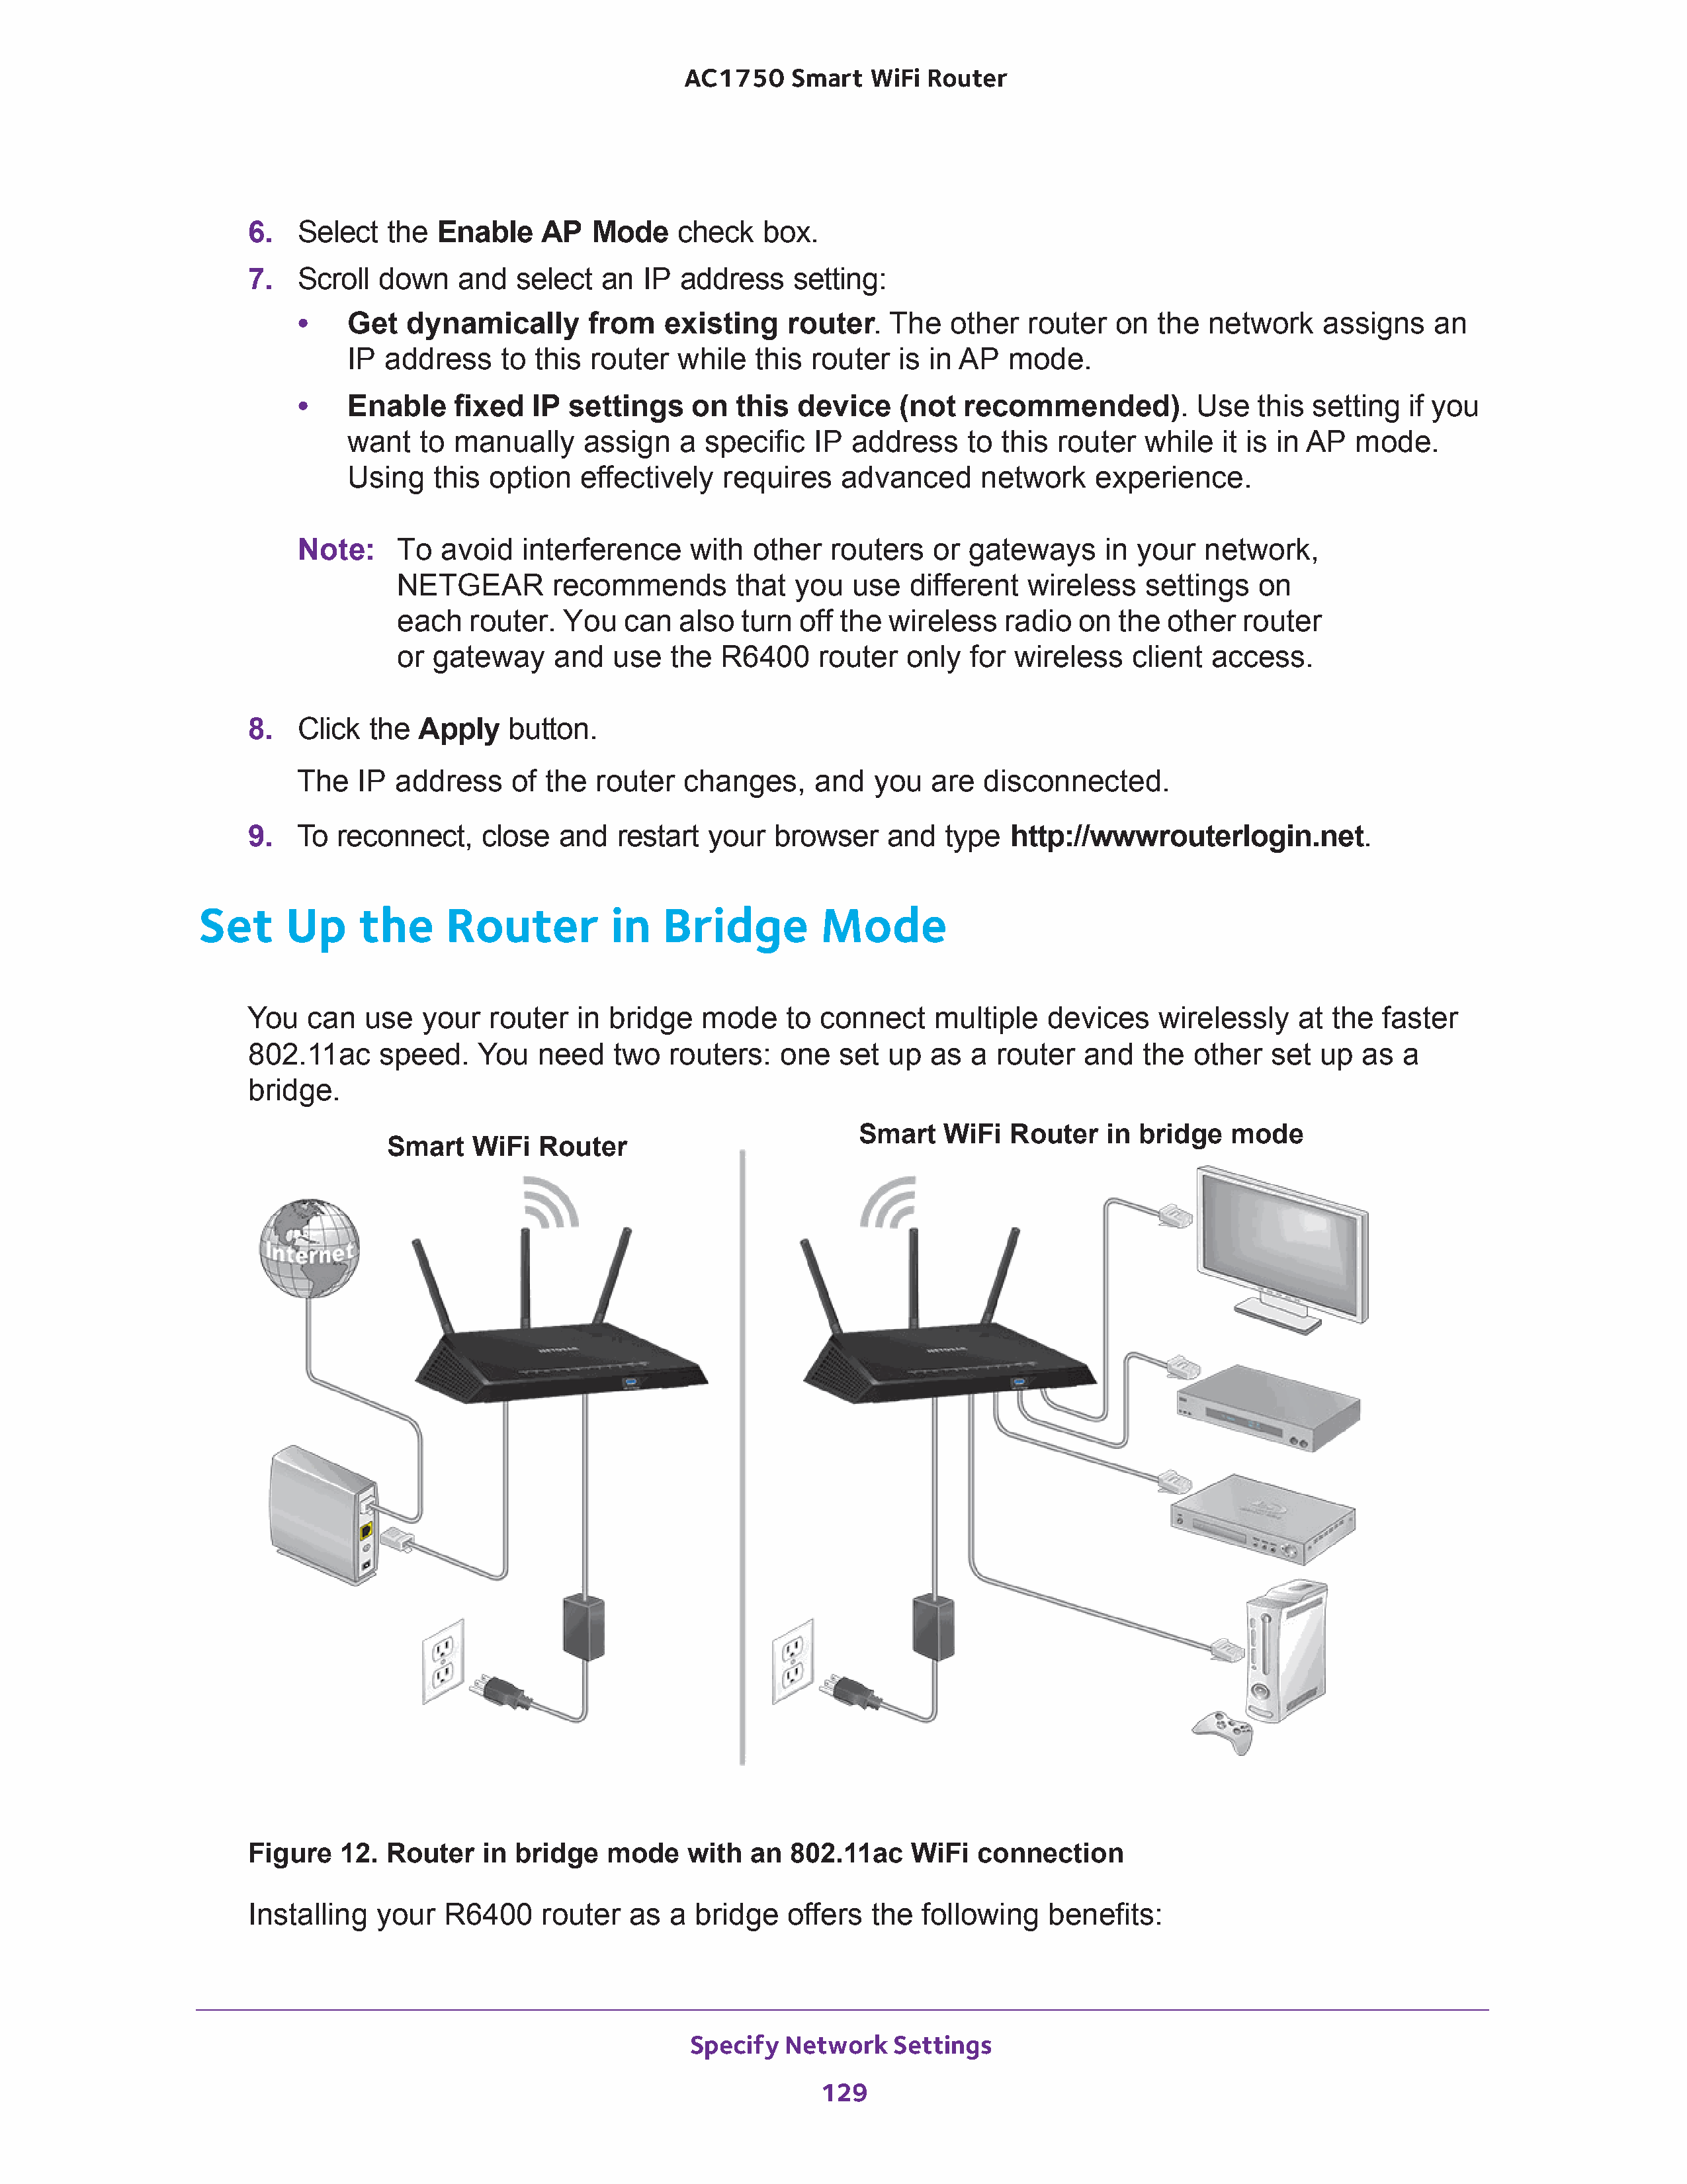 AC1750 Smart WiFi Router
6. Select the Enable AP Mode check box.
7. Scroll down and select an IP address setting:
• Get dynamically from existing router. The other router on the network assigns an
IP address to this router while this router is in AP mode.
• Enable fixed IP settings on this device (not recommended). Use this setting if you
want to manually assign a specific IP address to this router while it is in AP mode.
Using this option effectively requires advanced network experience.
Note: To avoid interference with other routers or gateways in your network,
NETGEAR recommends that you use different wireless settings on
each router. You can also turn off the wireless radio on the other router
or gateway and use the R6400 router only for wireless client access.
8. Click the Apply button.
The IP address of the router changes, and you are disconnected.
9. To reconnect, close and restart your browser and type http://wwwrouterlogin.net.
Set Up the Router in Bridge Mode
You can use your router in bridge mode to connect multiple devices wirelessly at the faster
802.11ac speed. You need two routers: one set up as a router and the other set up as a
bridge.
Smart WiFi Router
Smart WiFi Router in bridge mode
Internet
NETGEAR
NETGEAR
Figure 12. Router in bridge mode with an 802.11ac WiFi connection
Installing your R6400 router as a bridge offers the following benefits:
Specify Network Settings
129